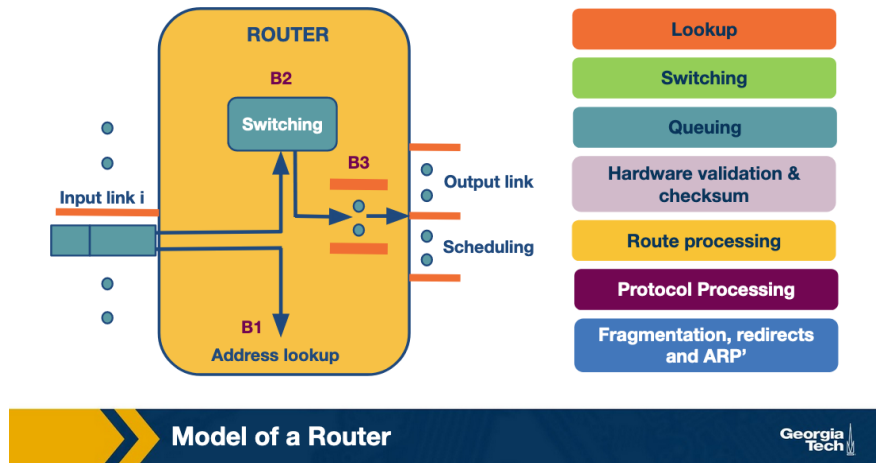 ROUTER
B2
Switching
B3
Input link i
Output link
Scheduling
B1
Address lookup
Lookup
Switching
Queuing
Hardware validation &
checksum
Route processing
Protocol Processing
Fragmentation, redirects
and ARP’
Model of a Router
Georgia
Tech